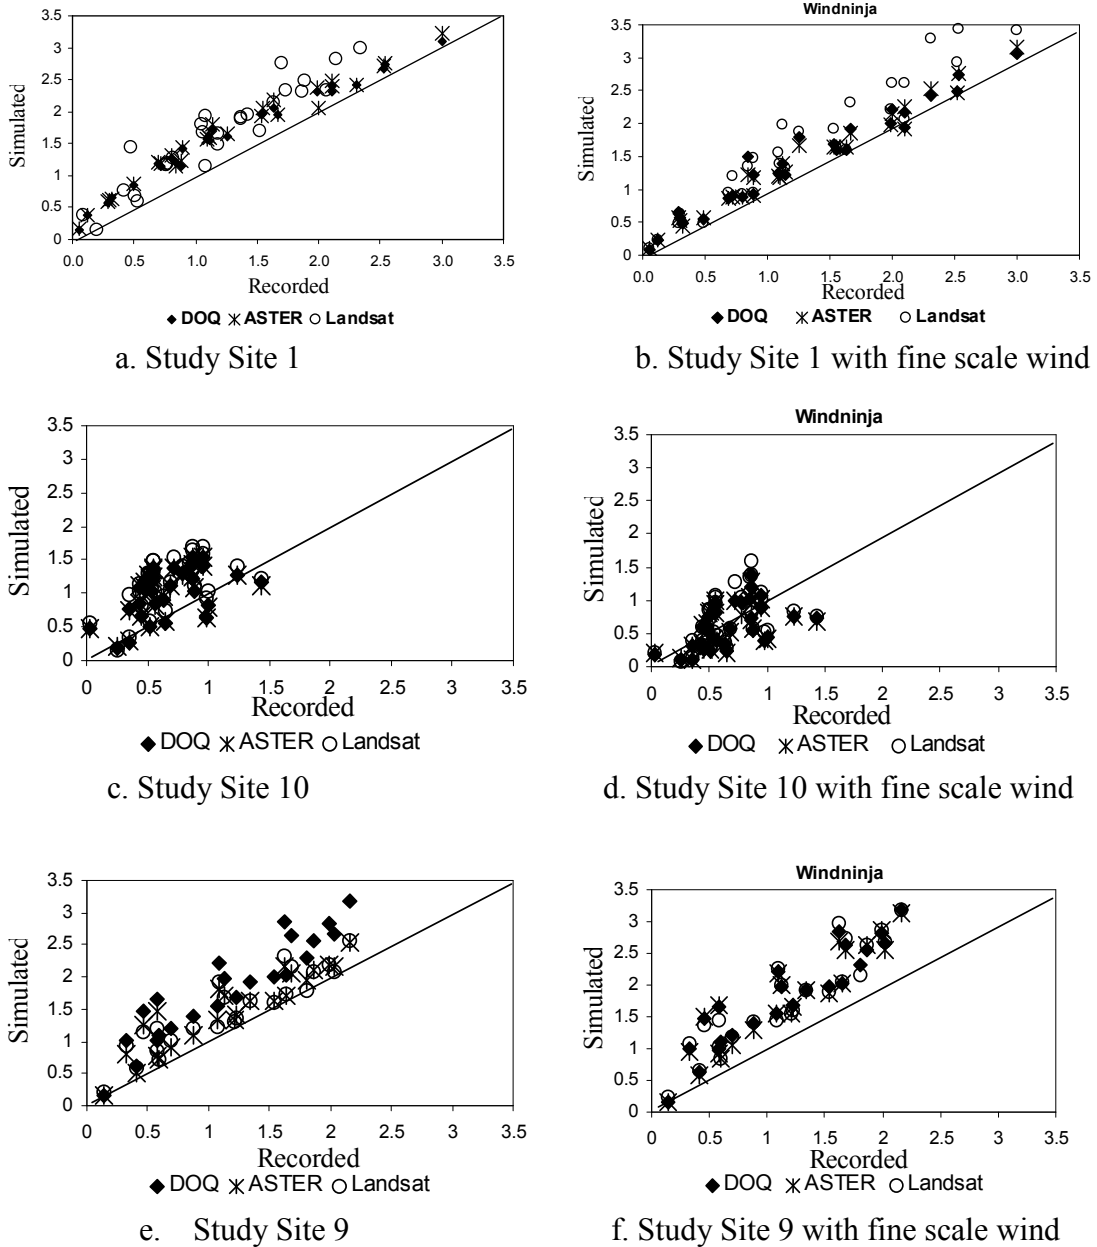 3.5
3.0
2.5
2.0
1.5
1.0
0.5
0
Simulated
0.0 0.5 1.0 1.5 2.0 2.5 3.0 3.5
Recorded
DOQ ASTER Landsat
a. Study Site 1
Windninja
3.5
3
2.5
2
1.5
1
0.5
0
Simulated
0.0 0.5 1.0 1.5 2.0 2.5 3.0 3.5
Recorded
DOQ ASTER Landsat
b. Study Site 1 with fine scale wind
3.5
3
2.5
2
1.5
1
0.5
0
Simulated
0 0.5 1 1.5 2 2.5 3 3.5
Recorded
DOQ ASTER Landsat
c. Study Site 10
Windninja
3.5
3
2.5
2
1.5
1
0.5
0
Simulated
0 0.5 1 1.5 2 2.5 3 3.5
Recorded
DOQ ASTER Landsat
d. Study Site 10 with fine scale wind
3.5
3
2.5
2
1.5
1
0.5
0
Simulated
0 0.5 1 1.5 2 2.5 3 3.5
Recorded
DOQ ASTER Landsat
e. Study Site 9
Windninja
3.5
3
2.5
2
1.5
1
0.5
0
Simulated
0 0.5 1 1.5 2 2.5 3 3.5
Recorded
DOQ ASTER Landsat
f. Study Site 9 with fine scale wind